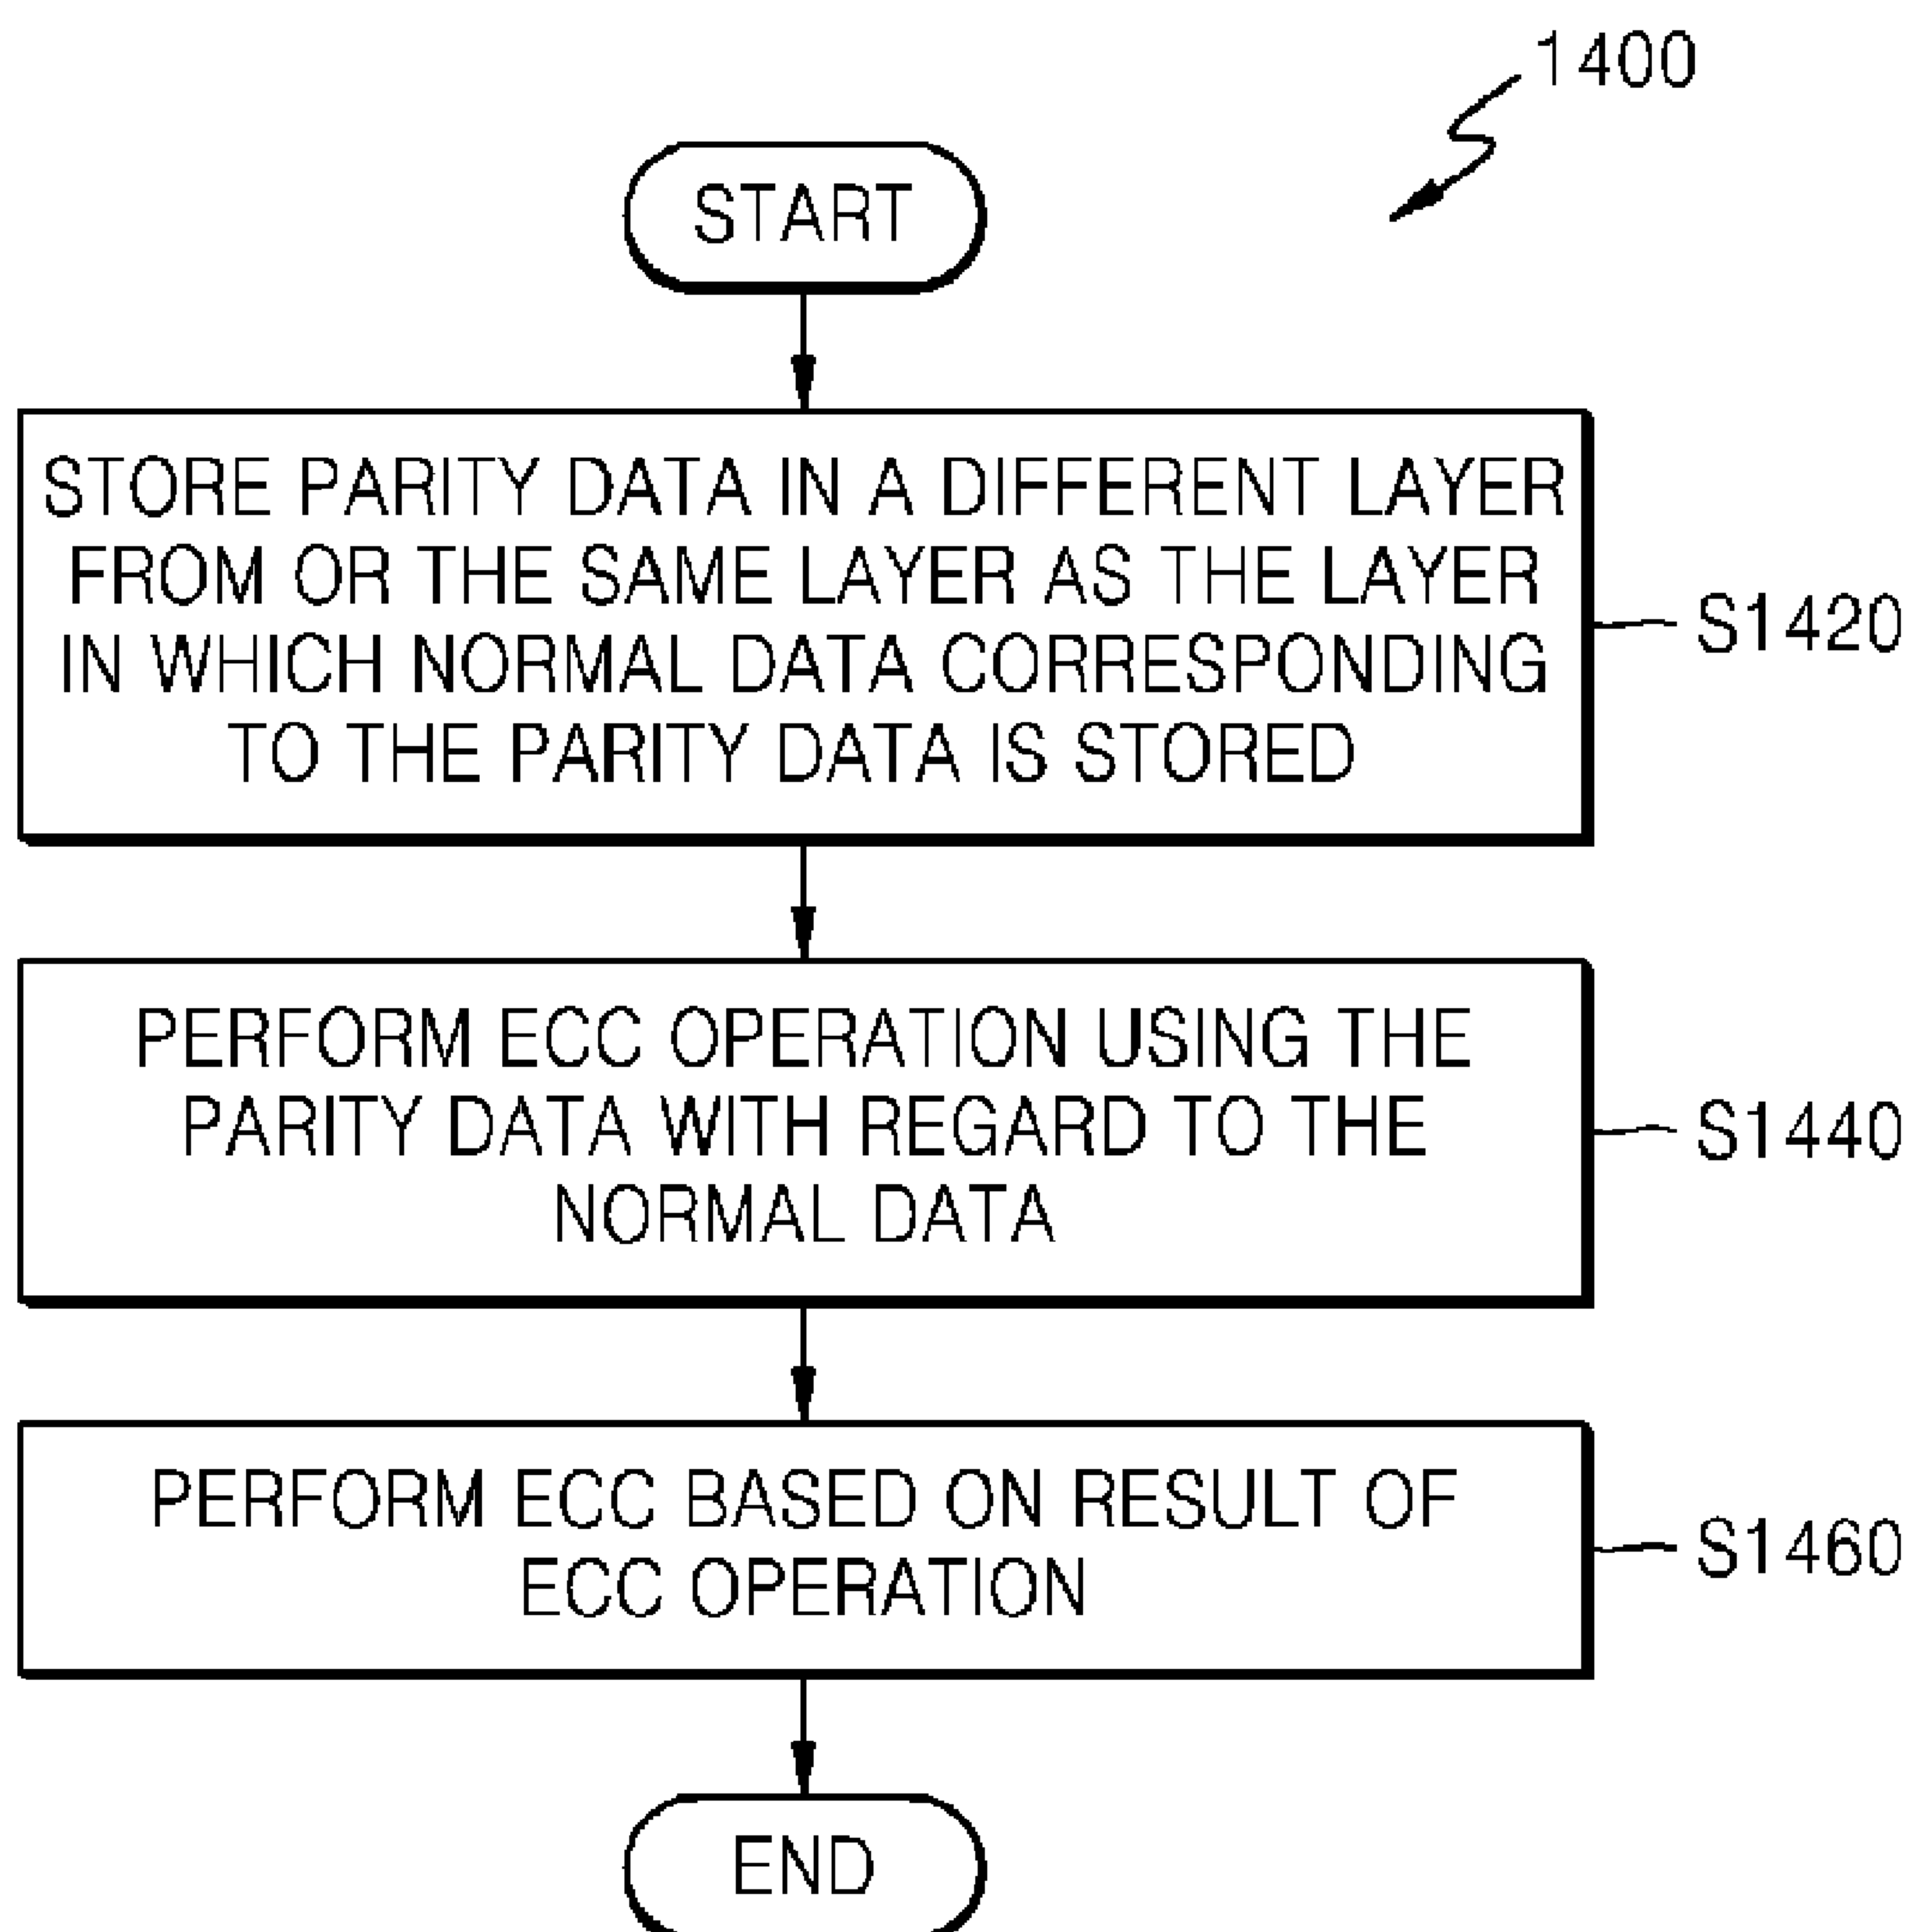 1400
START
STORE PARITY DATA IN A DIFFERENT LAYER
FROM OR THE SAME LAYER AS THE LAYER
IN WHICH NORMAL DATA CORRESPONDING
TO THE PARITY DATA IS STORED
S1420
PERFORM ECC OPERATION USING THE
PARITY DATA WITH REGARD TO THE
NORMAL DATA
S1440
PERFORM ECC BASED ON RESULT OF
ECC OPERATION
S1460
END